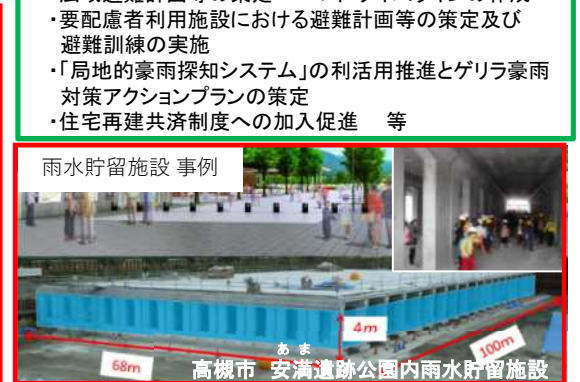 ・要配慮者利用施設における避難計画等の策定及び
避難訓練の実施
・「局地的豪雨探知システム」の利活用推進とゲリラ豪雨
対策アクションプランの策定
・住宅再建共済制度への加入促進 等
雨水貯留施設 事例
4m
68m
100m
あま
高槻市 安満遺跡公園内雨水貯留施設